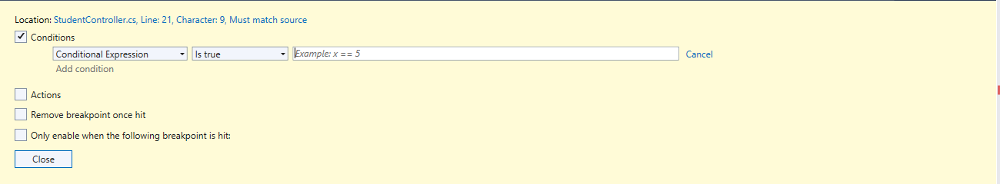 Location: StudentController.cs, Line: 21, Character: 9, Must match source
Conditions
Conditional Expression Is true Example: x == 5 Cancel
Add condition
Actions
Remove breakpoint once hit
Only enable when the following breakpoint is hit:
Close